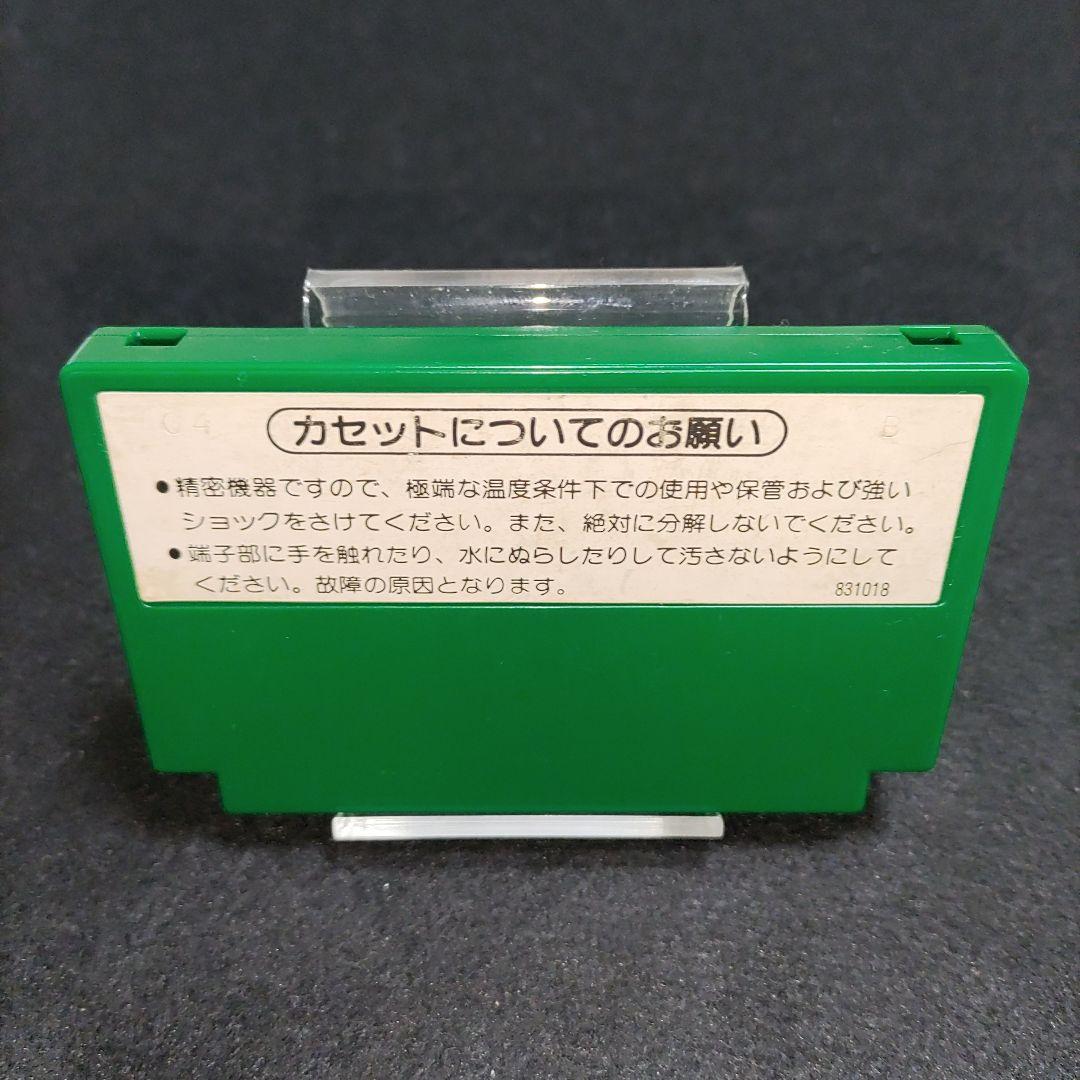 C4
カセットについてのお願い
B
●精密機器ですので、極端な温度条件下での使用や保管および強い
ショックをさけてください。また、絶対に分解しないでください。
●端子部に手を触れたり、水にぬらしたりして汚さないようにして
ください。故障の原因となります。
831018